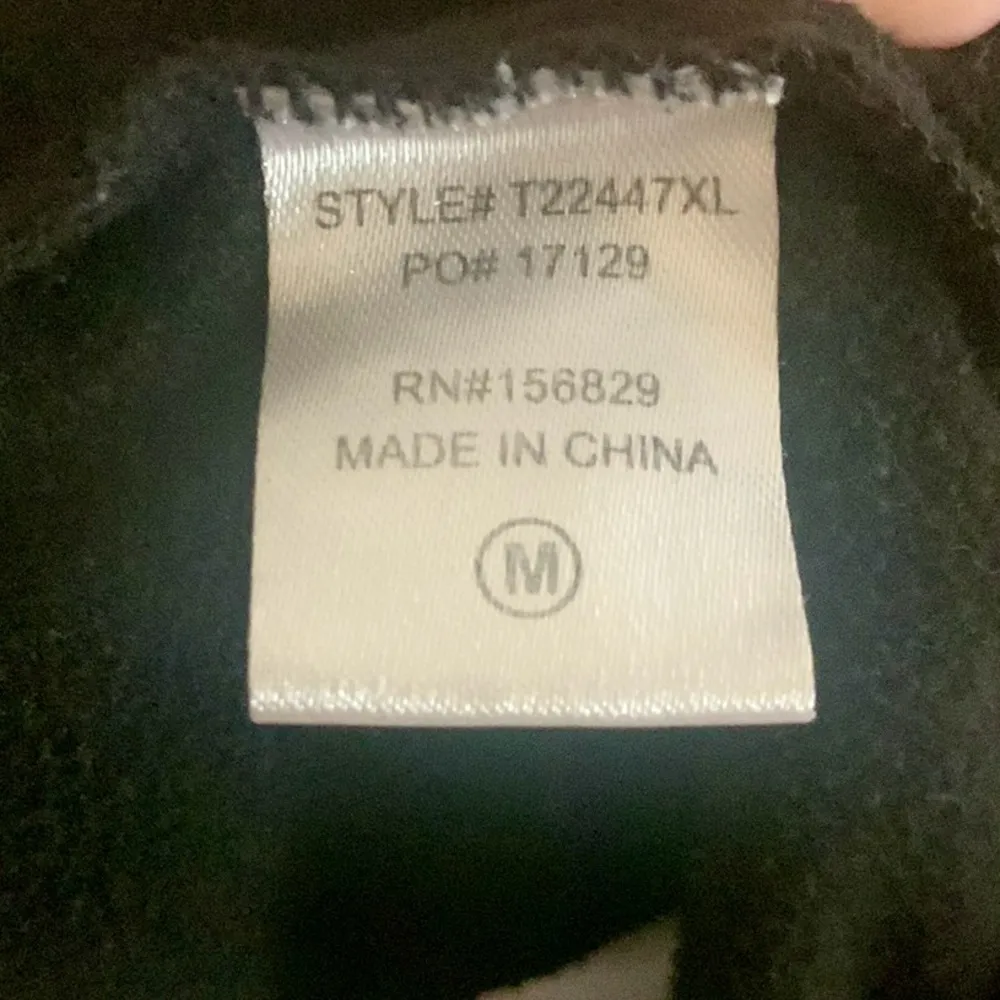 STYLE# T22447XL
PO# 17129
RN#156829
MADE IN CHINA
M